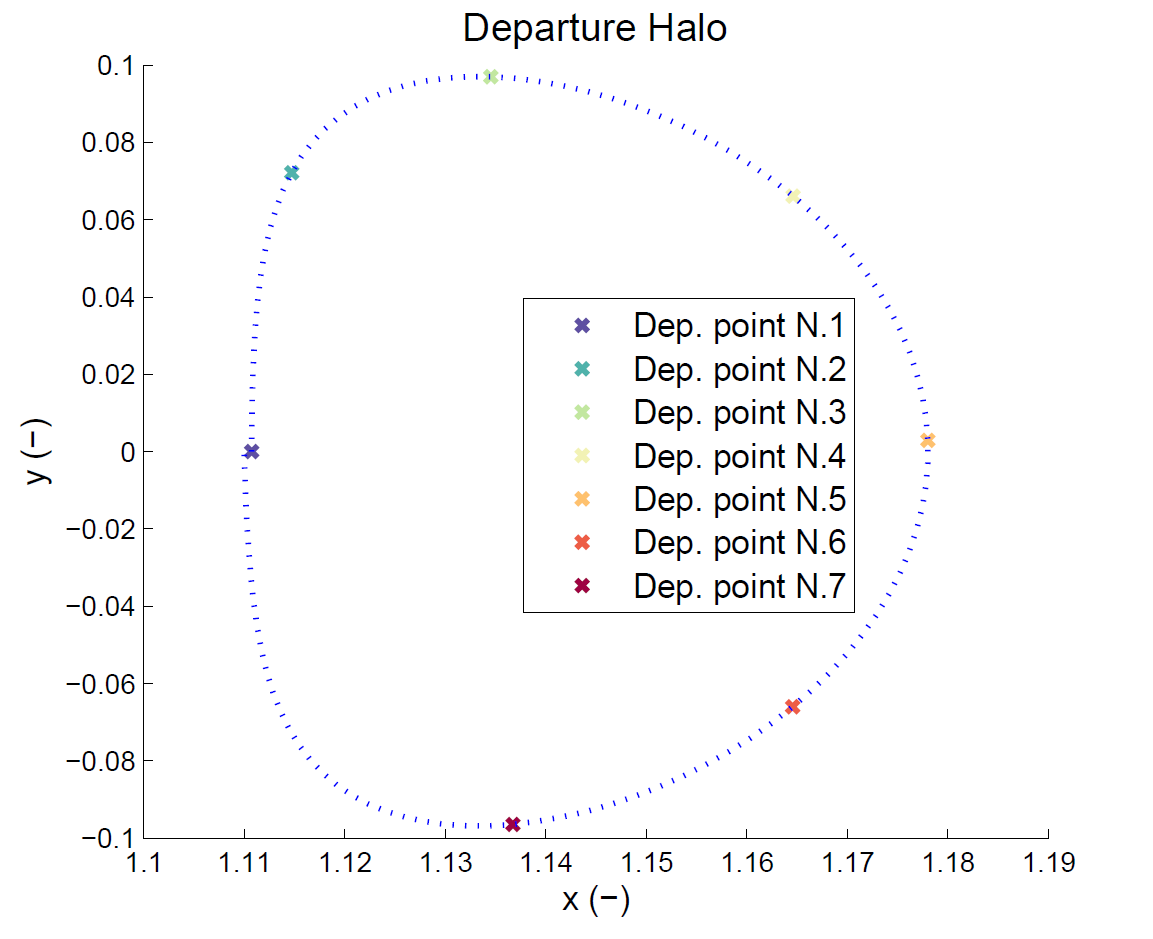 Departure Halo
0.1
0.08
0.06
0.04
0.02
0
−0.02
−0.04
−0.06
−0.08
−0.1
y (−)
Dep. point N.1
Dep. point N.2
Dep. point N.3
Dep. point N.4
Dep. point N.5
Dep. point N.6
Dep. point N.7
1.1 1.11 1.12 1.13 1.14 1.15 1.16 1.17 1.18 1.19
x (−)